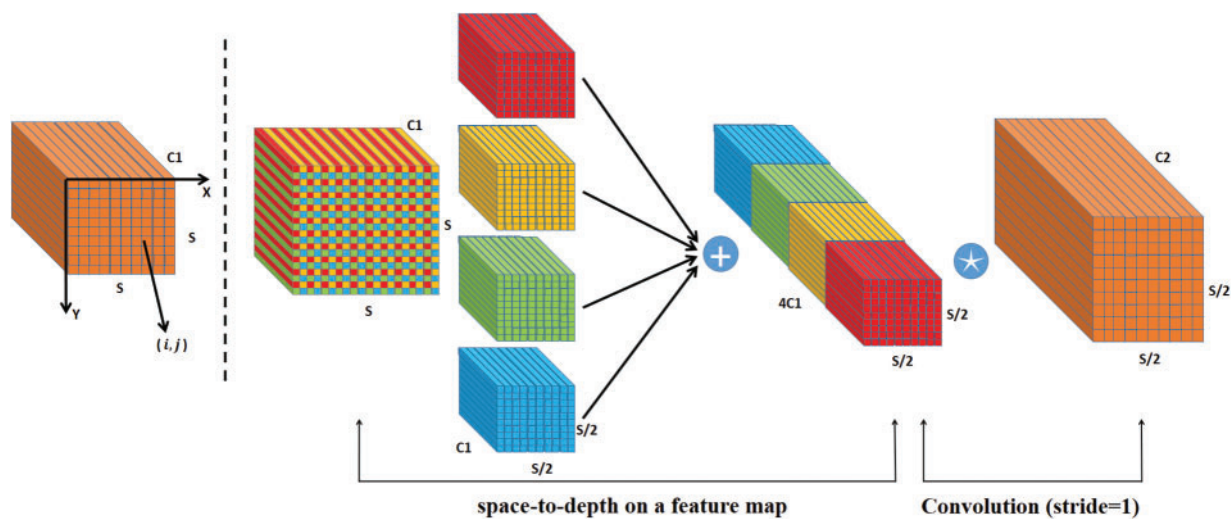 C1
X
S
S
Y
(i,j)
C1
S
S
C1
S/2
S/2
+
4C1
S/2
S/2
C2
S/2
S/2
space-to-depth on a feature map
Convolution (stride=1)